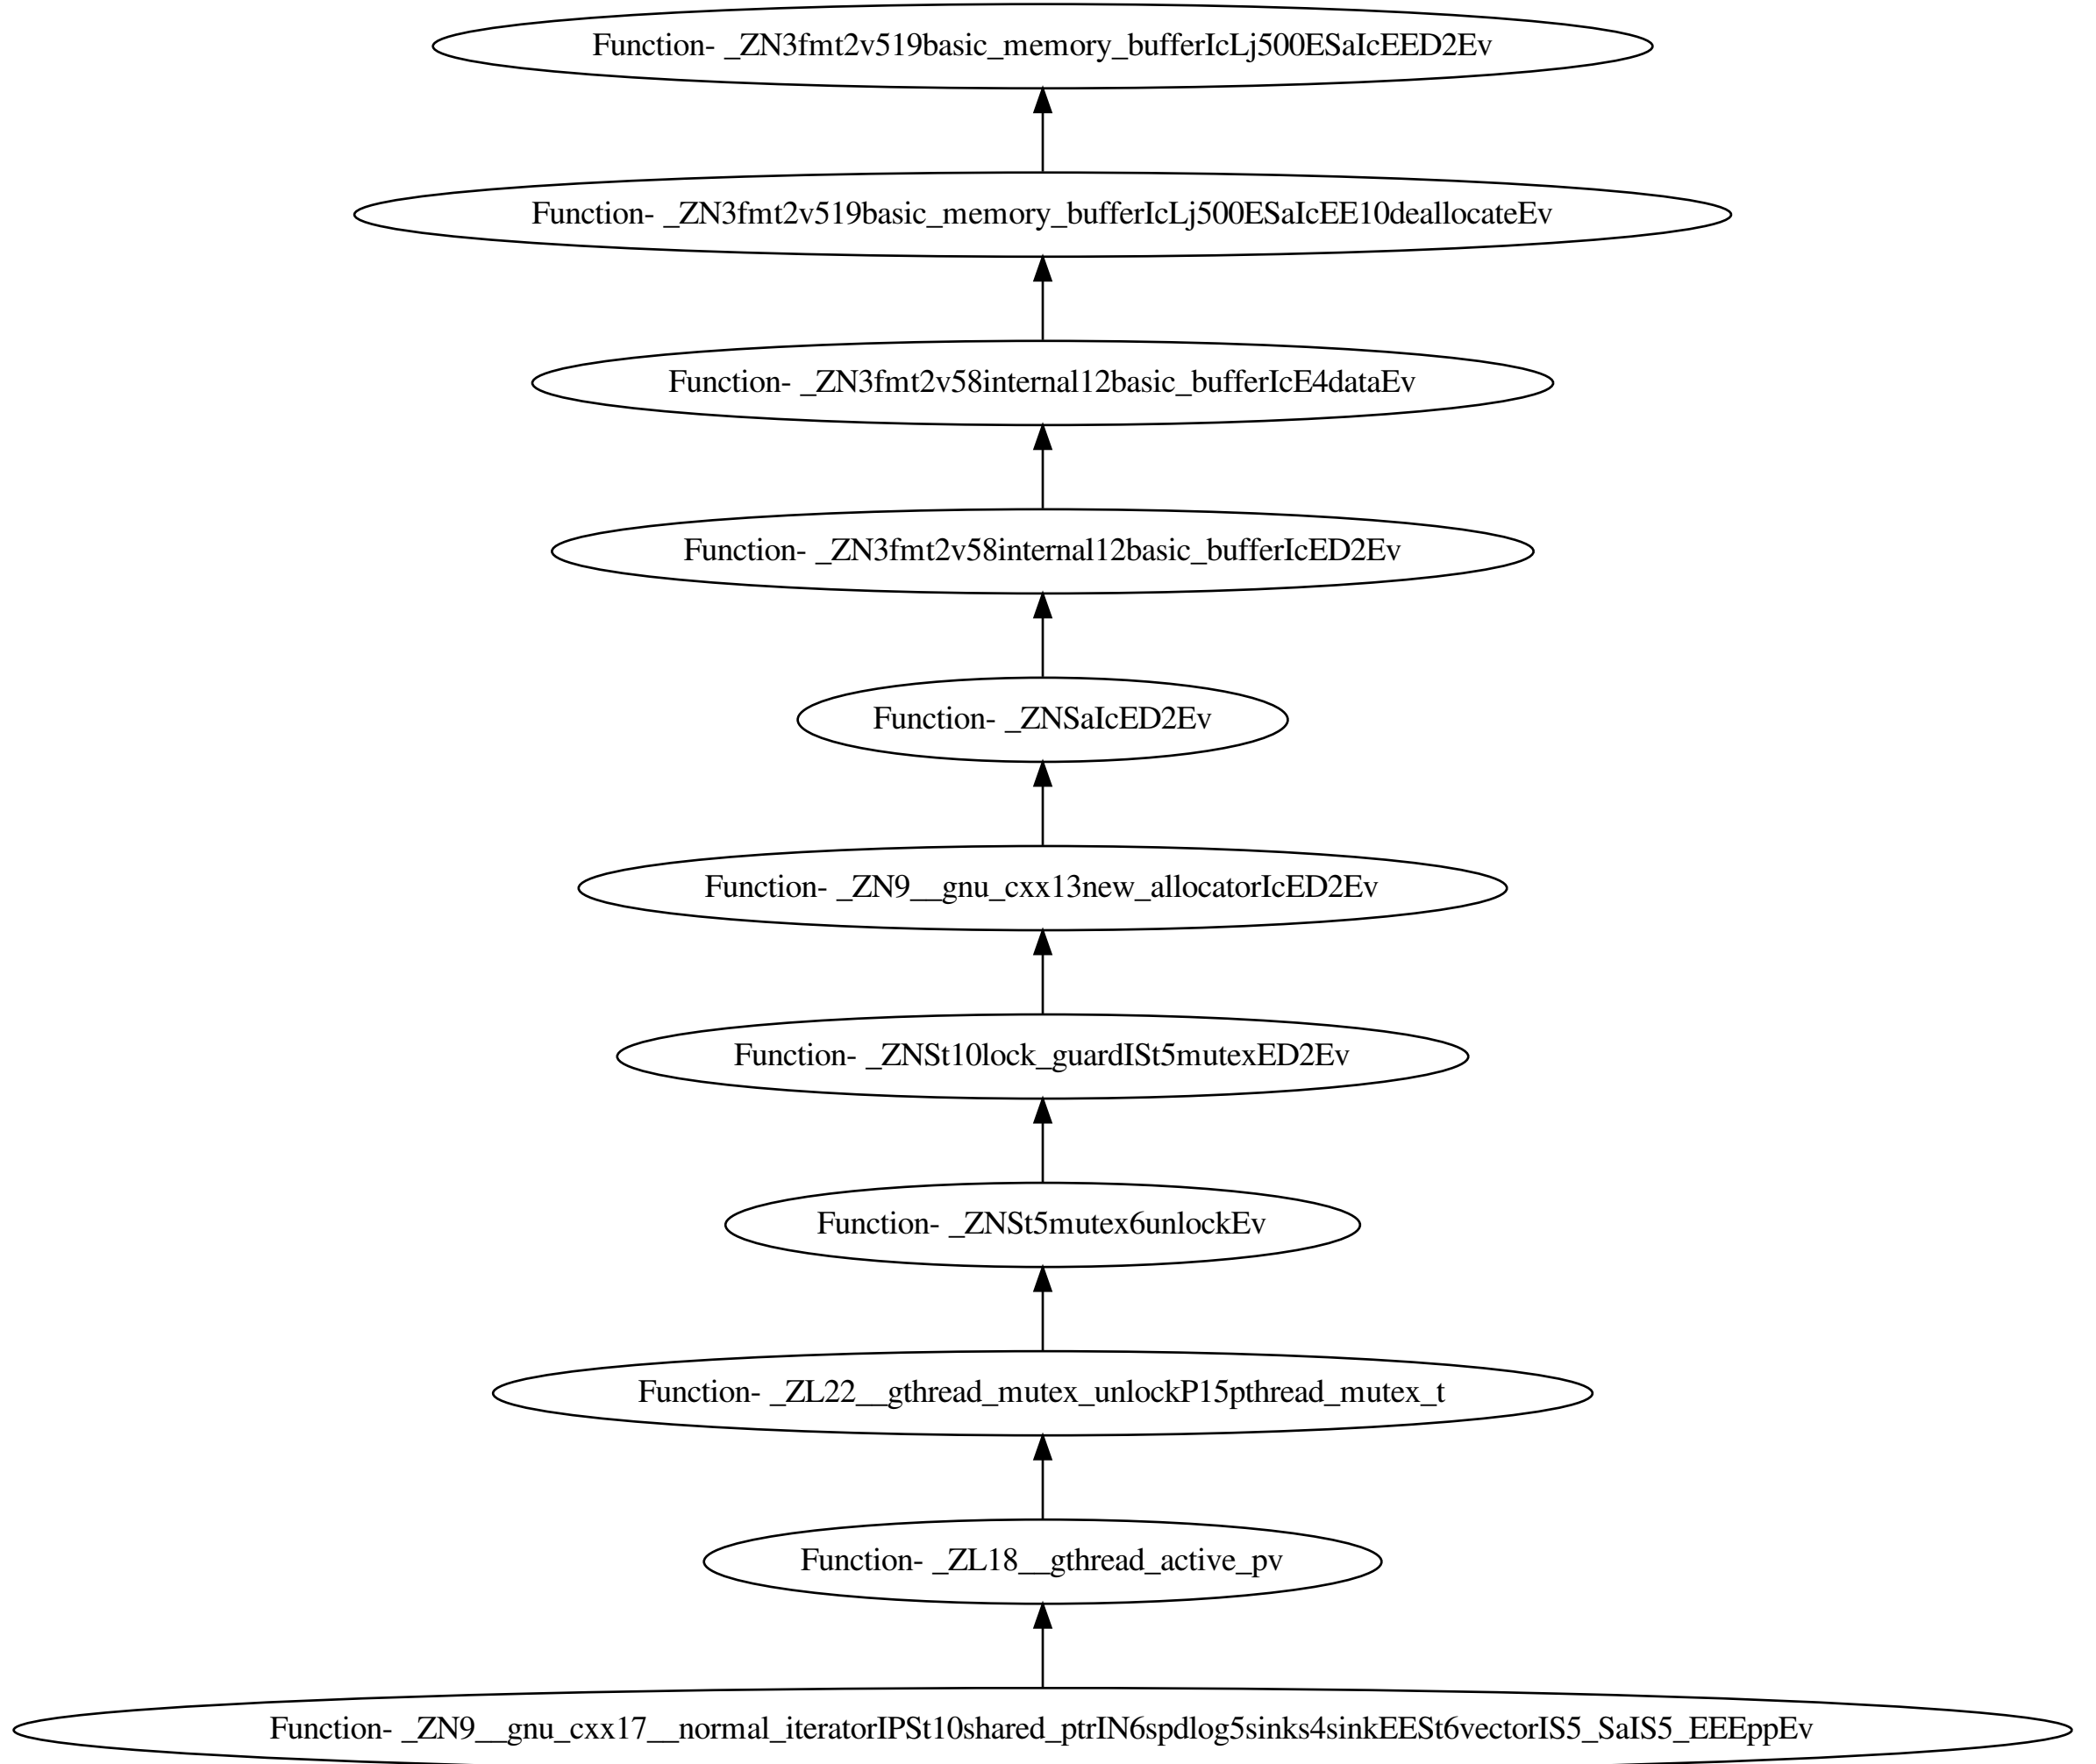 Function- _ZN3fmt2v519basic_memory_bufferIcLj500ESaIcEED2Ev
Function- _ZN3fmt2v519basic_memory_bufferIcLj500ESaIcEE10deallocateEv
Function- _ZN3fmt2v58internal12basic_bufferIcE4dataEv
Function- _ZN3fmt2v58internal12basic_bufferIcED2Ev
Function- _ZNSaIcED2Ev
Function- _ZN9__gnu_cxx13new_allocatorIcED2Ev
Function- _ZNSt10lock_guardISt5mutexED2Ev
Function- _ZNSt5mutex6unlockEv
Function- _ZL22__gthread_mutex_unlockP15pthread_mutex_t
Function- _ZL18__gthread_active_pv
Function- _ZN9__gnu_cxx17__normal_iteratorIPSt10shared_ptrIN6spdlog5sinks4sinkEESt6vectorIS5_SaIS5_EEEppEv